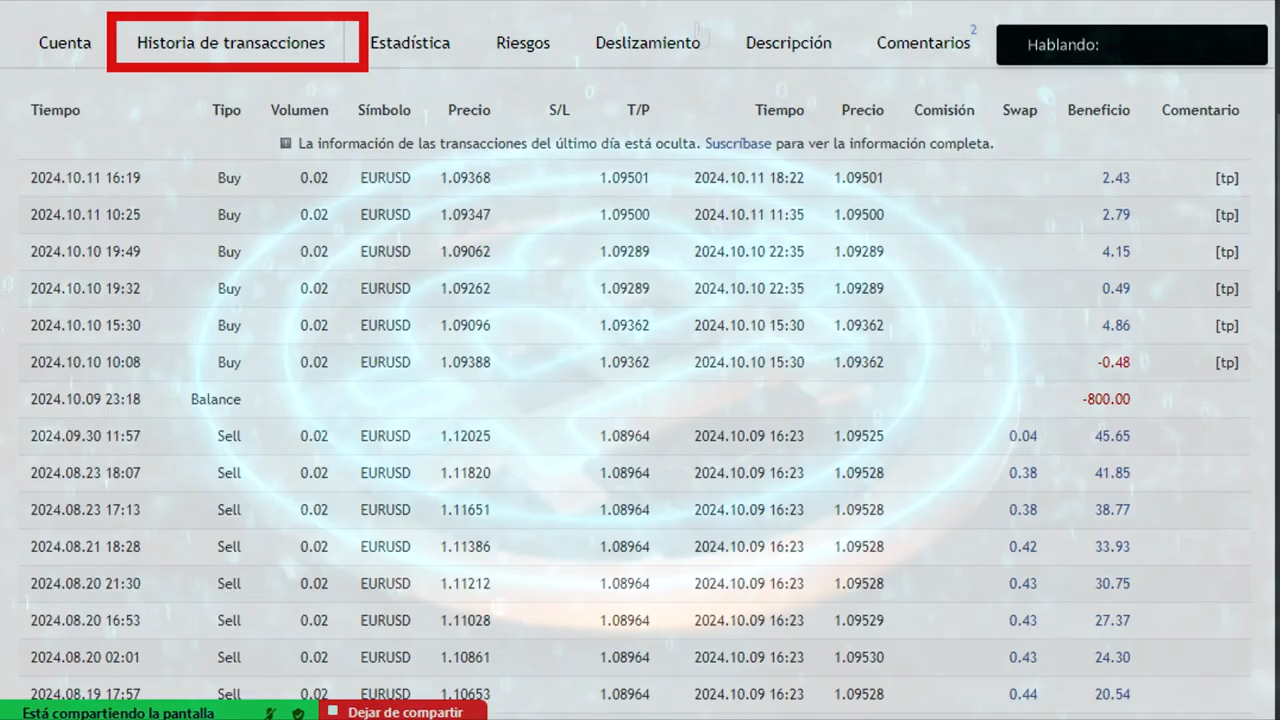 Cuenta Historia de transacciones Estadística Riesgos Deslizamiento Descripción Comentarios 2 Hablando:
Tiempo Tipo Volumen Símbolo Precio S/L T/P Tiempo Precio Comisión Swap Beneficio Comentario
La información de las transacciones del último día está oculta. Suscríbase para ver la información completa.
2024.10.11 16:19 Buy 0.02 EURUSD 1.09368 1.09501 2024.10.11 18:22 1.09501 2.43 [tp]
2024.10.11 10:25 Buy 0.02 EURUSD 1.09347 1.09500 2024.10.11 11:35 1.09500 2.79 [tp]
2024.10.10 19:49 Buy 0.02 EURUSD 1.09062 1.09289 2024.10.10 22:35 1.09289 4.15 [tp]
2024.10.10 19:32 Buy 0.02 EURUSD 1.09262 1.09289 2024.10.10 22:35 1.09289 0.49 [tp]
2024.10.10 15:30 Buy 0.02 EURUSD 1.09096 1.09362 2024.10.10 15:30 1.09362 4.86 [tp]
2024.10.10 10:08 Buy 0.02 EURUSD 1.09388 1.09362 2024.10.10 15:30 1.09362 -0.48 [tp]
2024.10.09 23:18 Balance -800.00
2024.09.30 11:57 Sell 0.02 EURUSD 1.12025 1.08964 2024.10.09 16:23 1.09525 0.04 45.65
2024.08.23 18:07 Sell 0.02 EURUSD 1.11820 1.08964 2024.10.09 16:23 1.09528 0.38 41.85
2024.08.23 17:13 Sell 0.02 EURUSD 1.11651 1.08964 2024.10.09 16:23 1.09528 0.38 38.77
2024.08.21 18:28 Sell 0.02 EURUSD 1.11386 1.08964 2024.10.09 16:23 1.09528 0.42 33.93
2024.08.20 21:30 Sell 0.02 EURUSD 1.11212 1.08964 2024.10.09 16:23 1.09528 0.43 30.75
2024.08.20 16:53 Sell 0.02 EURUSD 1.11028 1.08964 2024.10.09 16:23 1.09529 0.43 27.37
2024.08.20 02:01 Sell 0.02 EURUSD 1.10861 1.08964 2024.10.09 16:23 1.09530 0.43 24.30
2024.08.19 17:57 Sell 0.02 EURUSD 1.10653 1.08964 2024.10.09 16:23 1.09528 0.44 20.54
Está compartiendo la pantalla Dejar de compartir